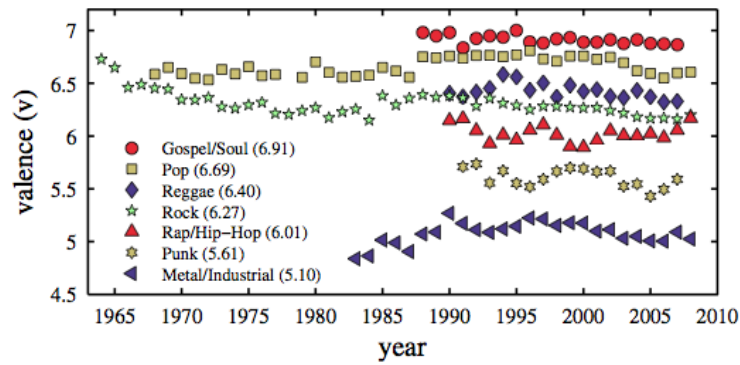 7
6.5
6
5.5
5
4.5
valence (v)
Gospel/Soul (6.91)
Pop (6.69)
Reggae (6.40)
Rock (6.27)
Rap/Hip−Hop (6.01)
Punk (5.61)
Metal/Industrial (5.10)
1965 1970 1975 1980 1985 1990 1995 2000 2005 2010
year